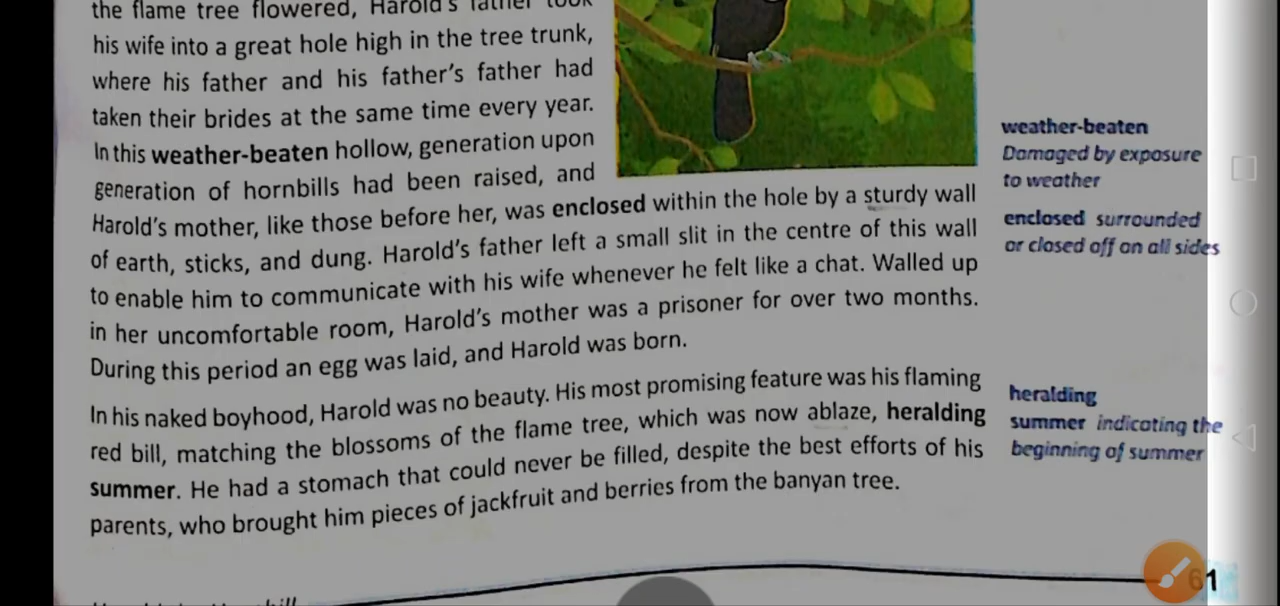 the flame tree flowered, Harold's father took
his wife into a great hole high in the tree trunk,
where his father and his father's father had
taken their brides at the same time every year.
In this weather-beaten hollow, generation upon
generation of hornbills had been raised, and
Harold's mother, like those before her, was enclosed within the hole by a sturdy wall
of earth, sticks, and dung. Harold's father left a small slit in the centre of this wall
to enable him to communicate with his wife whenever he felt like a chat. Walled up
in her uncomfortable room, Harold's mother was a prisoner for over two months.
During this period an egg was laid, and Harold was born.
In his naked boyhood, Harold was no beauty. His most promising feature was his flaming
red bill, matching the blossoms of the flame tree, which was now ablaze, heralding
summer. He had a stomach that could never be filled, despite the best efforts of his
parents, who brought him pieces of jackfruit and berries from the banyan tree.
weather-beaten
Damaged by exposure
to weather
enclosed surrounded
or closed off on all sides
heralding
summer indicating the
beginning of summer
61